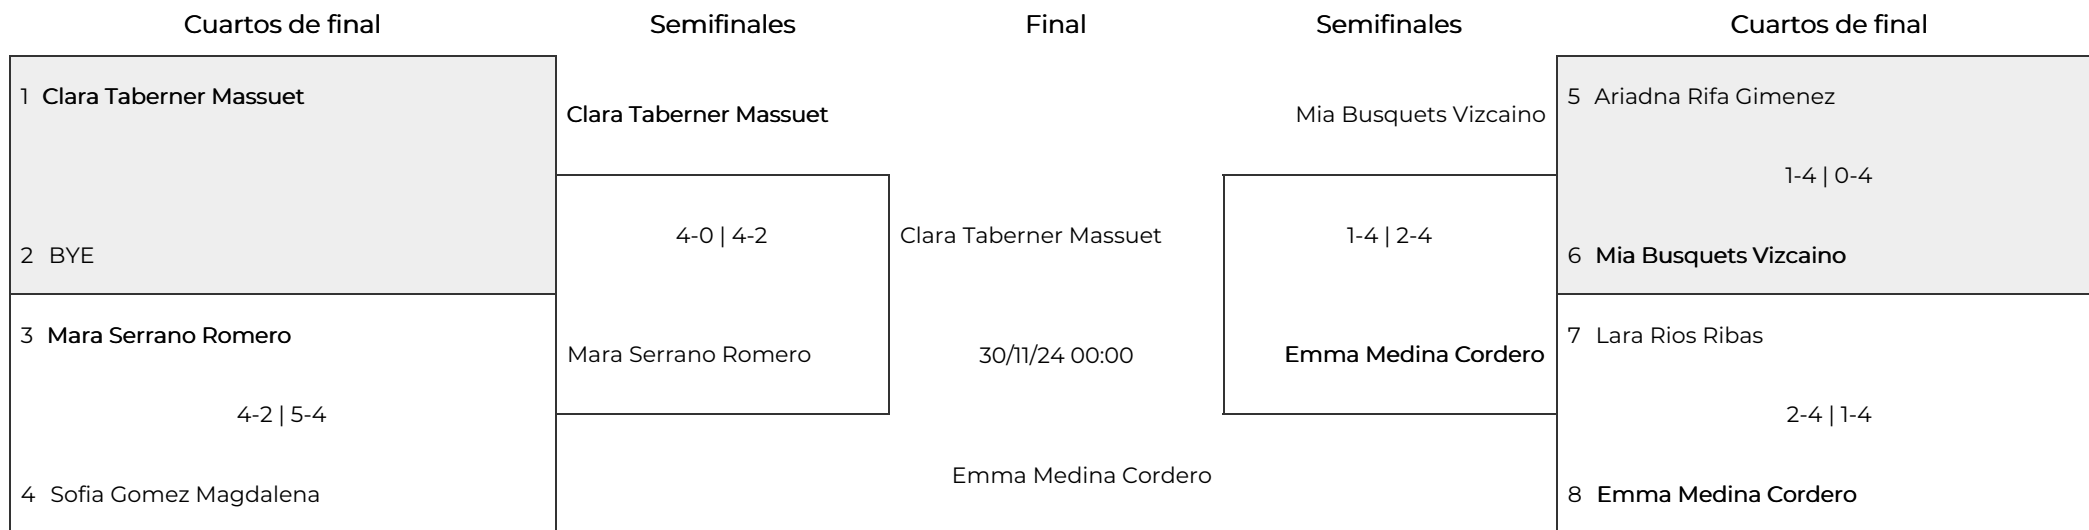 Cuartos de final
Semifinales
Final
Semifinales
Cuartos de final
1 Clara Taberner Massuet
2 BYE
3 Mara Serrano Romero
4-2 | 5-4
4 Sofia Gomez Magdalena
Clara Taberner Massuet
4-0 | 4-2
Mara Serrano Romero
Clara Taberner Massuet
30/11/24 00:00
Emma Medina Cordero
Mia Busquets Vizcaino
1-4 | 2-4
Emma Medina Cordero
5 Ariadna Rifa Gimenez
1-4 | 0-4
6 Mia Busquets Vizcaino
7 Lara Rios Ribas
2-4 | 1-4
8 Emma Medina Cordero